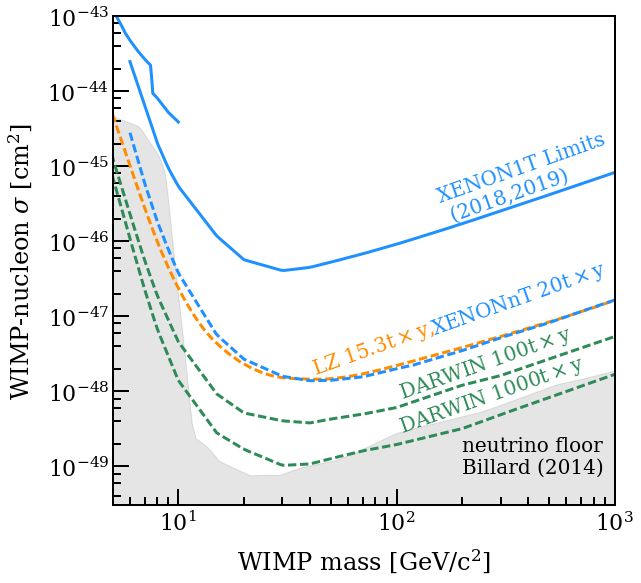 10⁻⁴³
10⁻⁴⁴
10⁻⁴⁵
10⁻⁴⁶
10⁻⁴⁷
10⁻⁴⁸
10⁻⁴⁹
WIMP-nucleon σ [cm²]
XENON1T Limits
(2018,2019)
XENONnT 20t × y
LZ 15.3t × y
DARWIN 100t × y
DARWIN 1000t × y
neutrino floor
Billard (2014)
10¹ 10² 10³
WIMP mass [GeV/c²]